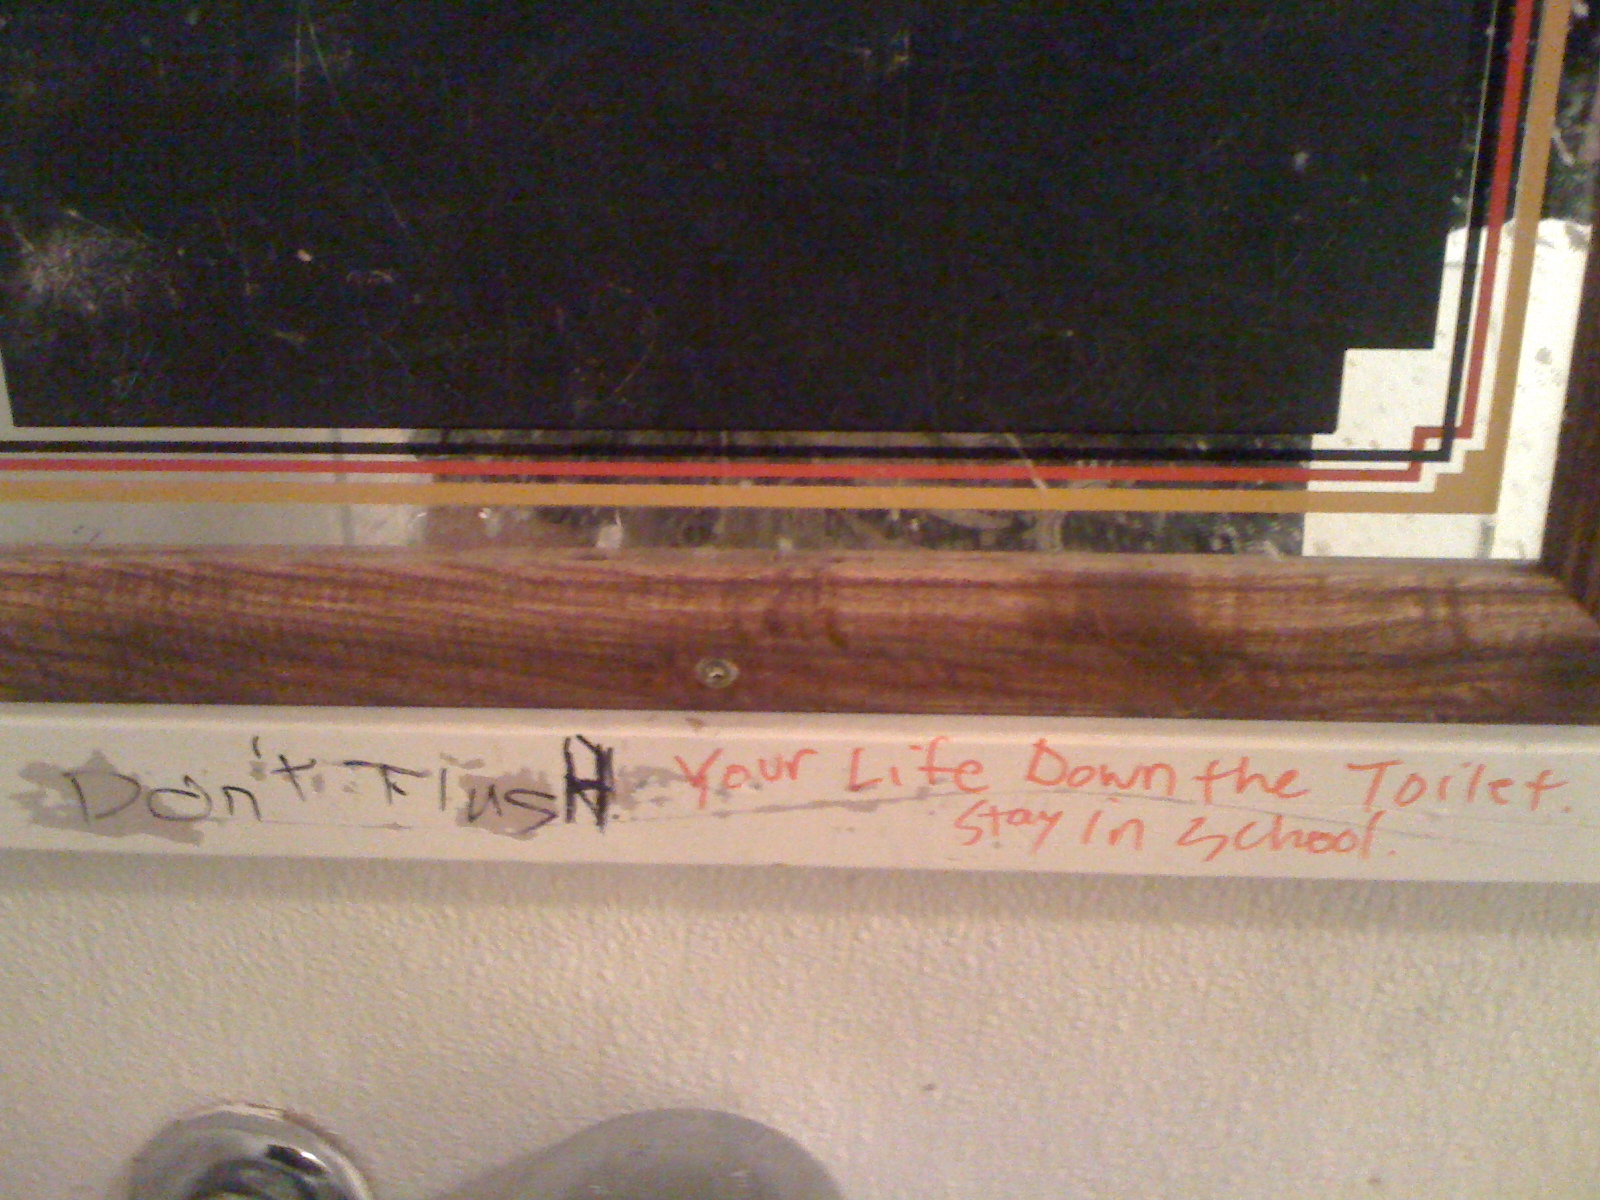 Don't FlusH Your Life Down the Toilet.
Stay in School.